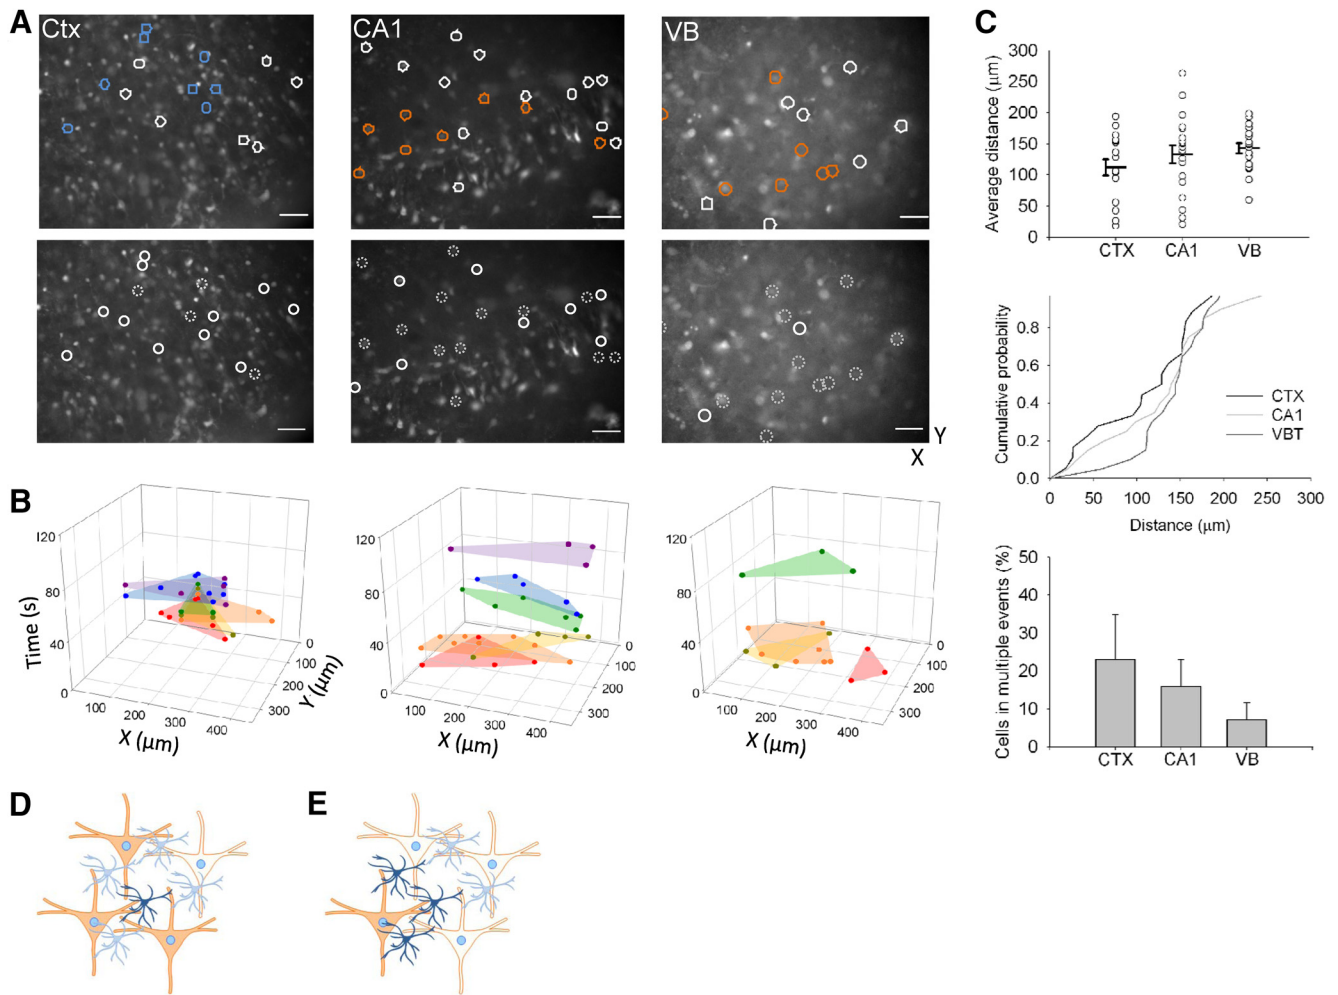 A
Ctx
CA1
VB
Y
X
B
120
80
40
0
Time (s)
100
200
300
400
X (µm)
0
100
200
300
Y (µm)
120
80
40
0
100
200
300
400
X (µm)
0
100
200
300
120
80
40
0
100
200
300
400
X (µm)
0
100
200
300
C
Average distance (µm)
300
250
200
150
100
50
0
CTX CA1 VB
Cumulative probability
0.8
0.6
0.4
0.2
0.0
CTX
CA1
VBT
0 50 100 150 200 250 300
Distance (µm)
Cells in multiple events (%)
50
40
30
20
10
0
CTX CA1 VB
D
E